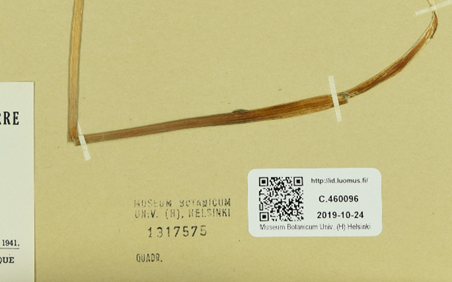 RRE
1941.
QUE
MUSEUM BOTANICUM
UNIV. (H), HELSINKI
1317575
QUADR.
http://id.luomus.fi/
C.460096
2019-10-24
Museum Botanicum Univ. (H) Helsinki